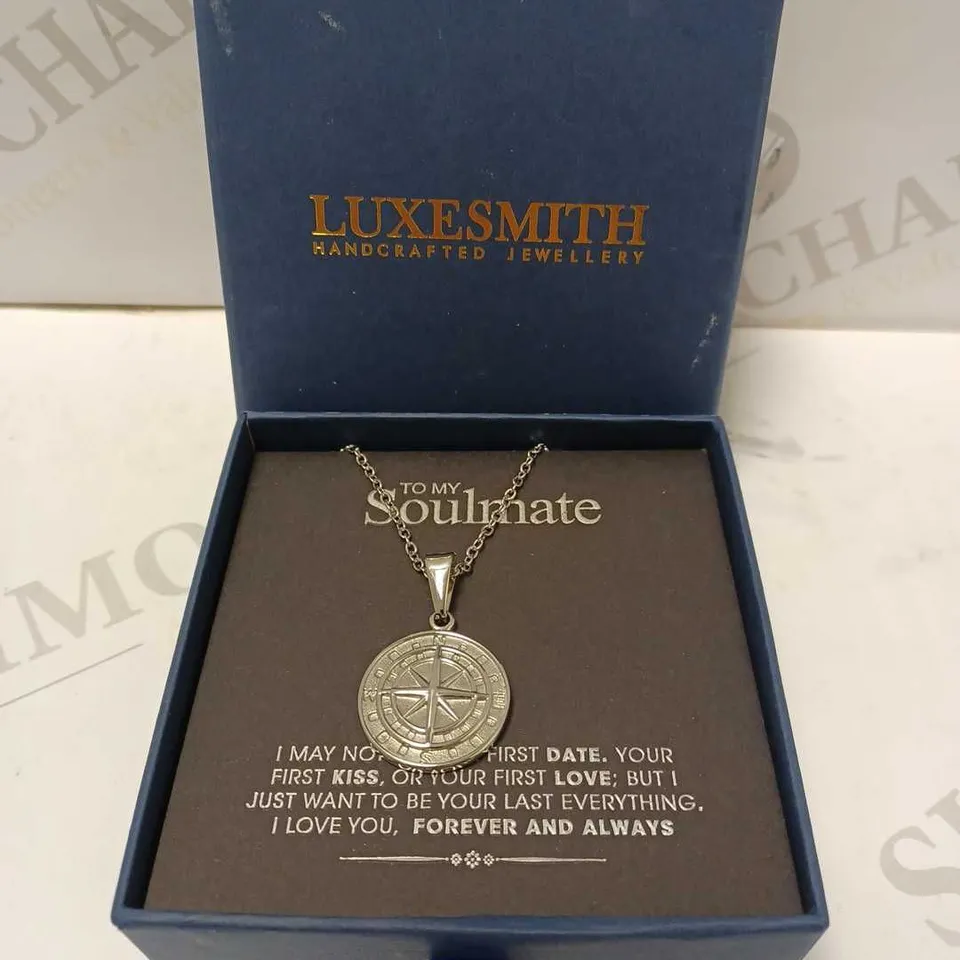 LUXESMITH
HANDCRAFTED JEWELLERY
TO MY
Soulmate
I MAY NO FIRST DATE. YOUR
FIRST KISS, OR YOUR FIRST LOVE; BUT I
JUST WANT TO BE YOUR LAST EVERYTHING.
I LOVE YOU, FOREVER AND ALWAYS